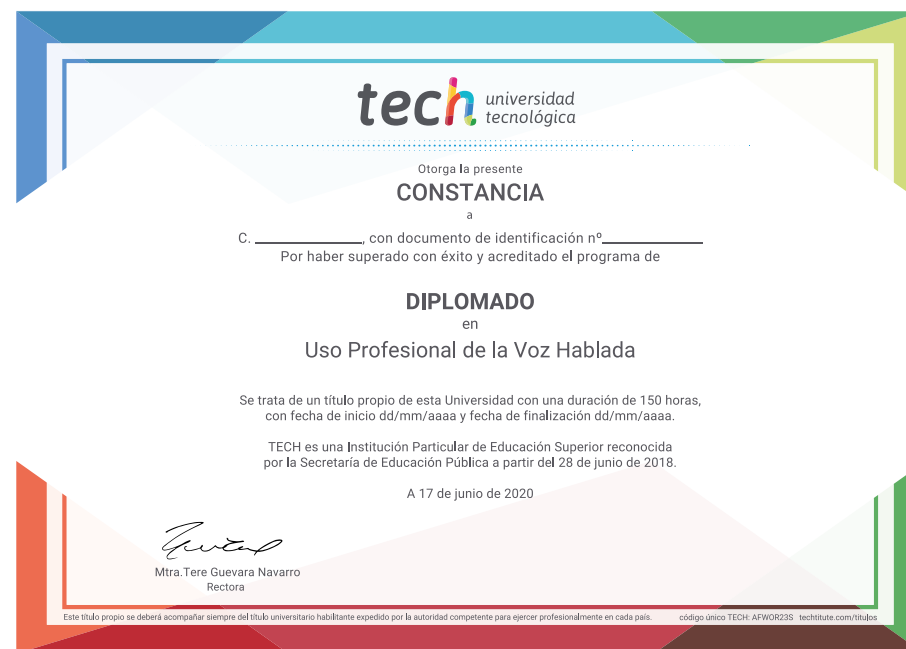 tech universidad
tecnológica
Otorga la presente
CONSTANCIA
a
C. ____________, con documento de identificación nº____________
Por haber superado con éxito y acreditado el programa de
DIPLOMADO
en
Uso Profesional de la Voz Hablada
Se trata de un título propio de esta Universidad con una duración de 150 horas,
con fecha de inicio dd/mm/aaaa y fecha de finalización dd/mm/aaaa.
TECH es una Institución Particular de Educación Superior reconocida
por la Secretaría de Educación Pública a partir del 28 de junio de 2018.
A 17 de junio de 2020
Mtra.Tere Guevara Navarro
Rectora
Este título propio se deberá acompañar siempre del título universitario habilitante expedido por la autoridad competente para ejercer profesionalmente en cada país. código único TECH: AFWOR23S techtitute.com/titulos